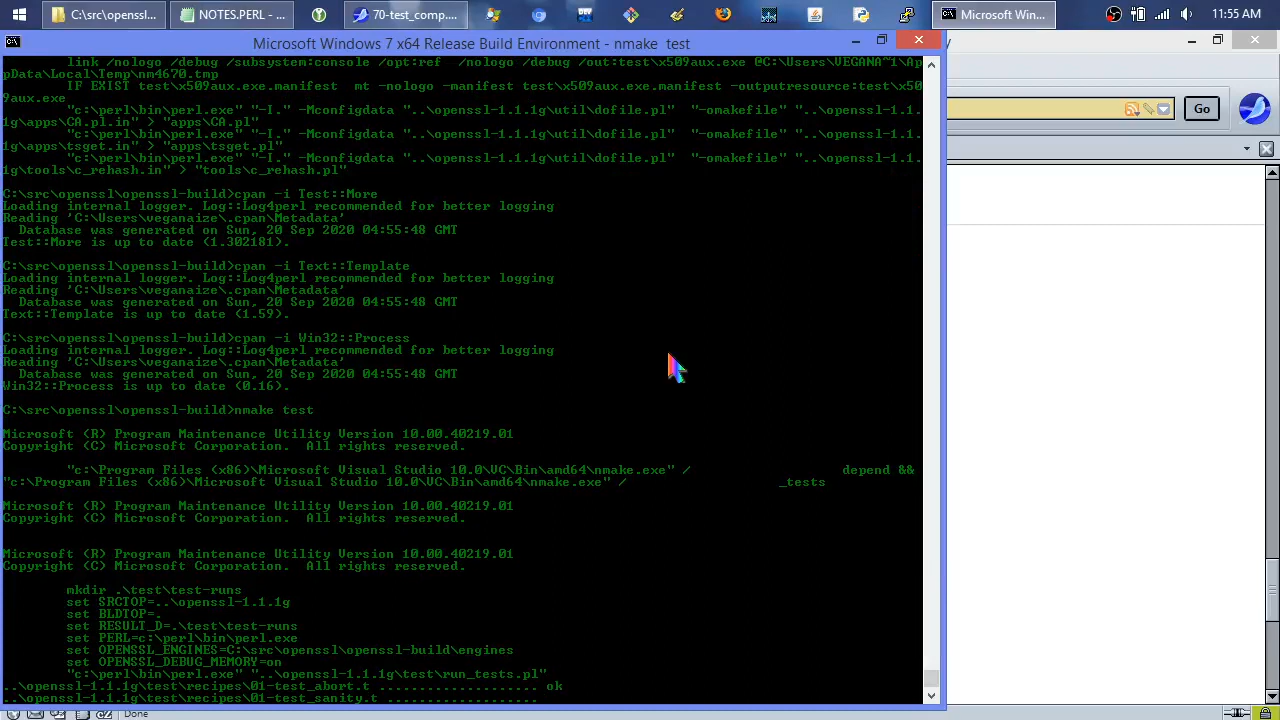 C:\src\openssl...
NOTES.PERL - ...
70-test_comp....
Microsoft Win...
11:55 AM
Microsoft Windows 7 x64 Release Build Environment - nmake  test
link /nologo /debug /subsystem:console /opt:ref  /nologo /debug /out:test\x509aux.exe @C:\Users\VEGANA~1\Ap
pData\Local\Temp\nm4670.tmp
IF EXIST test\x509aux.exe.manifest  mt -nologo -manifest test\x509aux.exe.manifest -outputresource:test\x5
09aux.exe
"c:\perl\bin\perl.exe" "-I." -Mconfigdata "..\openssl-1.1.1g\util\dofile.pl"  "-omakefile" "..\openssl-1.1.
1g\apps\CA.pl.in" > "apps\CA.pl"
"c:\perl\bin\perl.exe" "-I." -Mconfigdata "..\openssl-1.1.1g\util\dofile.pl"  "-omakefile" "..\openssl-1.1.
1g\apps\tsget.in" > "apps\tsget.pl"
"c:\perl\bin\perl.exe" "-I." -Mconfigdata "..\openssl-1.1.1g\util\dofile.pl"  "-omakefile" "..\openssl-1.1.
1g\tools\c_rehash.in" > "tools\c_rehash.pl"
C:\src\openssl\openssl-build>cpan -i Test::More
Loading internal logger. Log::Log4perl recommended for better logging
Reading 'C:\Users\veganaize\.cpan\Metadata'
Database was generated on Sun, 20 Sep 2020 04:55:48 GMT
Test::More is up to date (1.302181).
C:\src\openssl\openssl-build>cpan -i Text::Template
Loading internal logger. Log::Log4perl recommended for better logging
Reading 'C:\Users\veganaize\.cpan\Metadata'
Database was generated on Sun, 20 Sep 2020 04:55:48 GMT
Text::Template is up to date (1.59).
C:\src\openssl\openssl-build>cpan -i Win32::Process
Loading internal logger. Log::Log4perl recommended for better logging
Reading 'C:\Users\veganaize\.cpan\Metadata'
Database was generated on Sun, 20 Sep 2020 04:55:48 GMT
Win32::Process is up to date (0.16).
C:\src\openssl\openssl-build>nmake test
Microsoft (R) Program Maintenance Utility Version 10.00.40219.01
Copyright (C) Microsoft Corporation.  All rights reserved.
"c:\Program Files (x86)\Microsoft Visual Studio 10.0\VC\Bin\amd64\nmake.exe" /                   depend &&
"c:\Program Files (x86)\Microsoft Visual Studio 10.0\VC\Bin\amd64\nmake.exe" /                   _tests
Microsoft (R) Program Maintenance Utility Version 10.00.40219.01
Copyright (C) Microsoft Corporation.  All rights reserved.
Microsoft (R) Program Maintenance Utility Version 10.00.40219.01
Copyright (C) Microsoft Corporation.  All rights reserved.
mkdir .\test\test-runs
set SRCTOP=..\openssl-1.1.1g
set BLDTOP=.
set RESULT_D=.\test\test-runs
set PERL=c:\perl\bin\perl.exe
set OPENSSL_ENGINES=C:\src\openssl\openssl-build\engines
set OPENSSL_DEBUG_MEMORY=on
"c:\perl\bin\perl.exe" "..\openssl-1.1.1g\test\run_tests.pl"
..\openssl-1.1.1g\test\recipes\01-test_abort.t .................... ok
..\openssl-1.1.1g\test\recipes\01-test_sanity.t ...................
Go
Done